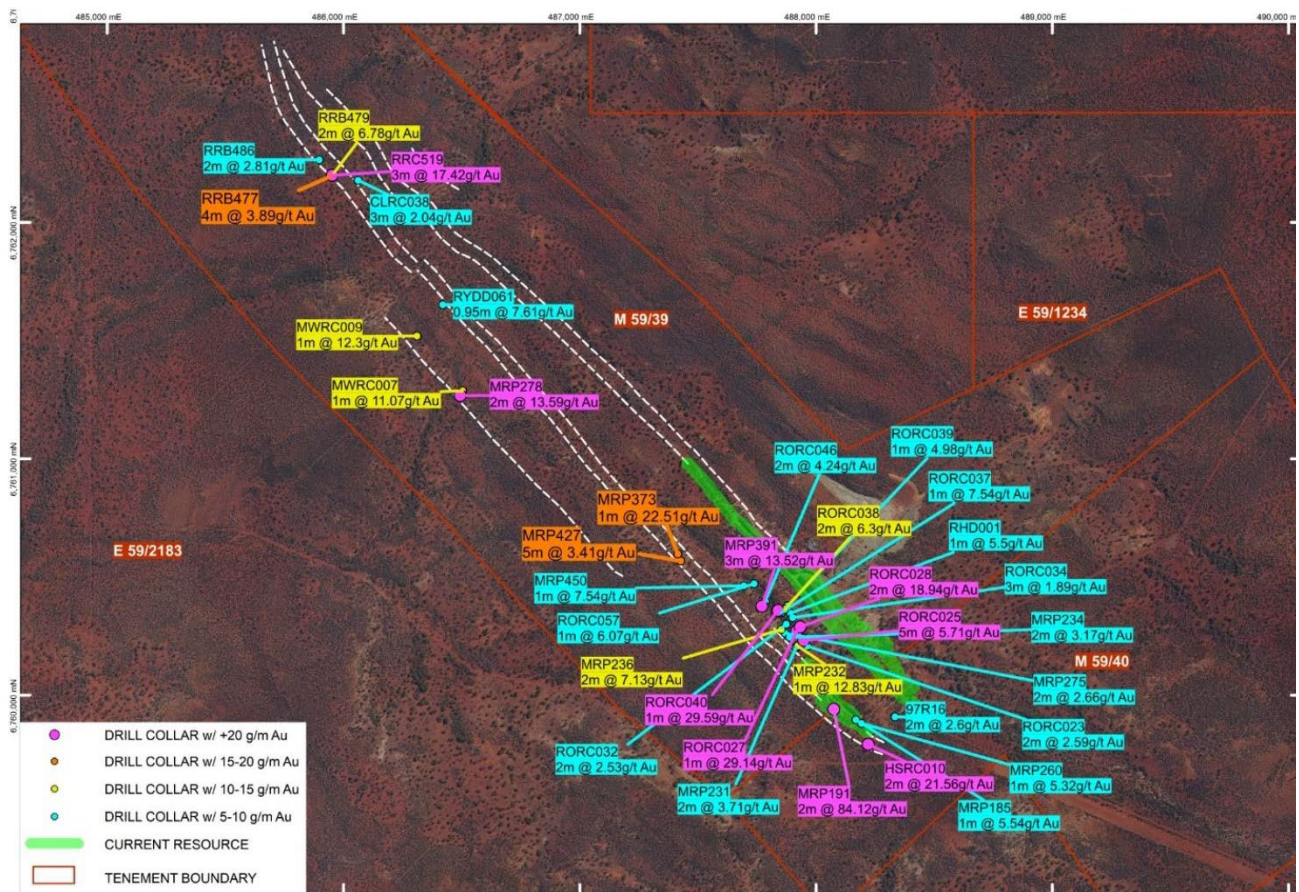 485,000 mE
486,000 mE
487,000 mE
488,000 mE
489,000 mE
490,000 mE
6,762,000 mN
6,761,000 mN
6,760,000 mN
RRB479
2m @ 6.78g/t Au
RRB486
2m @ 2.81g/t Au
RRC519
3m @ 17.42g/t Au
RRB477
4m @ 3.89g/t Au
CLRC038
3m @ 2.04g/t Au
RYDD061
0.95m @ 7.61g/t Au
M 59/39
E 59/1234
MWRC009
1m @ 12.3g/t Au
MWRC007
1m @ 11.07g/t Au
MRP278
2m @ 13.59g/t Au
RORC039
1m @ 4.98g/t Au
RORC046
2m @ 4.24g/t Au
RORC037
1m @ 7.54g/t Au
MRP373
1m @ 22.51g/t Au
RORC038
2m @ 6.3g/t Au
RHD001
1m @ 5.5g/t Au
MRP427
5m @ 3.41g/t Au
MRP391
3m @ 13.52g/t Au
E 59/2183
RORC028
2m @ 18.94g/t Au
RORC034
3m @ 1.89g/t Au
MRP450
1m @ 7.54g/t Au
RORC057
1m @ 6.07g/t Au
RORC025
5m @ 5.71g/t Au
MRP234
2m @ 3.17g/t Au
M 59/40
MRP236
2m @ 7.13g/t Au
MRP232
1m @ 12.83g/t Au
MRP275
2m @ 2.66g/t Au
RORC040
1m @ 29.59g/t Au
97R16
2m @ 2.6g/t Au
RORC023
2m @ 2.59g/t Au
RORC032
2m @ 2.53g/t Au
RORC027
1m @ 29.14g/t Au
HSRC010
2m @ 21.56g/t Au
MRP260
1m @ 5.32g/t Au
MRP231
2m @ 3.71g/t Au
MRP191
2m @ 84.12g/t Au
MRP185
1m @ 5.54g/t Au
DRILL COLLAR w/ +20 g/m Au
DRILL COLLAR w/ 15-20 g/m Au
DRILL COLLAR w/ 10-15 g/m Au
DRILL COLLAR w/ 5-10 g/m Au
CURRENT RESOURCE
TENEMENT BOUNDARY